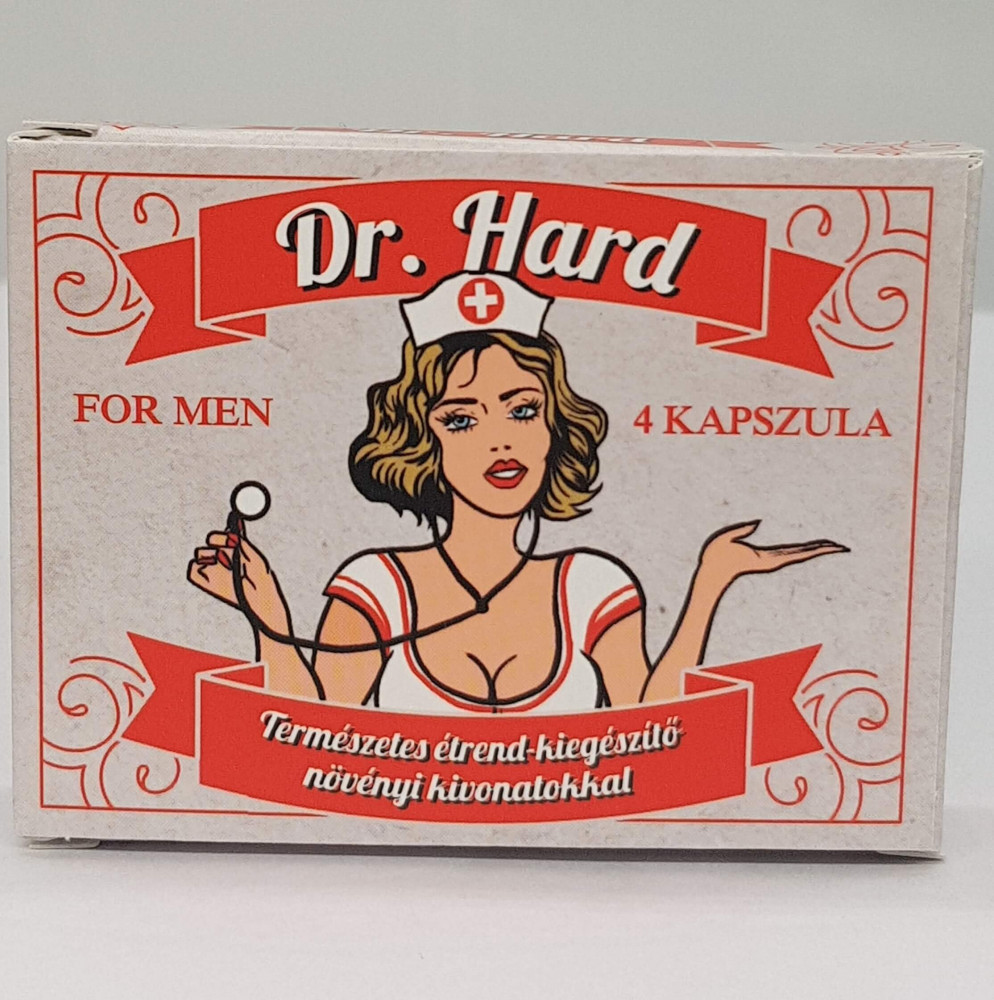 Dr. Hard
FOR MEN
4 KAPSZULA
Természetes étrend-kiegészítő
növényi kivonatokkal